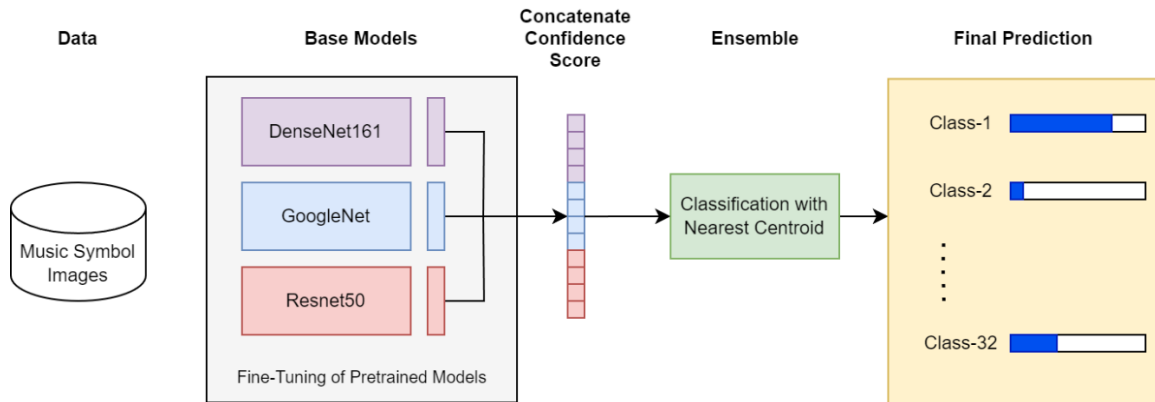 Data
Base Models
Concatenate
Confidence
Score
Ensemble
Final Prediction
Music Symbol
Images
DenseNet161
GoogleNet
Resnet50
Fine-Tuning of Pretrained Models
Classification with
Nearest Centroid
Class-1
Class-2
Class-32